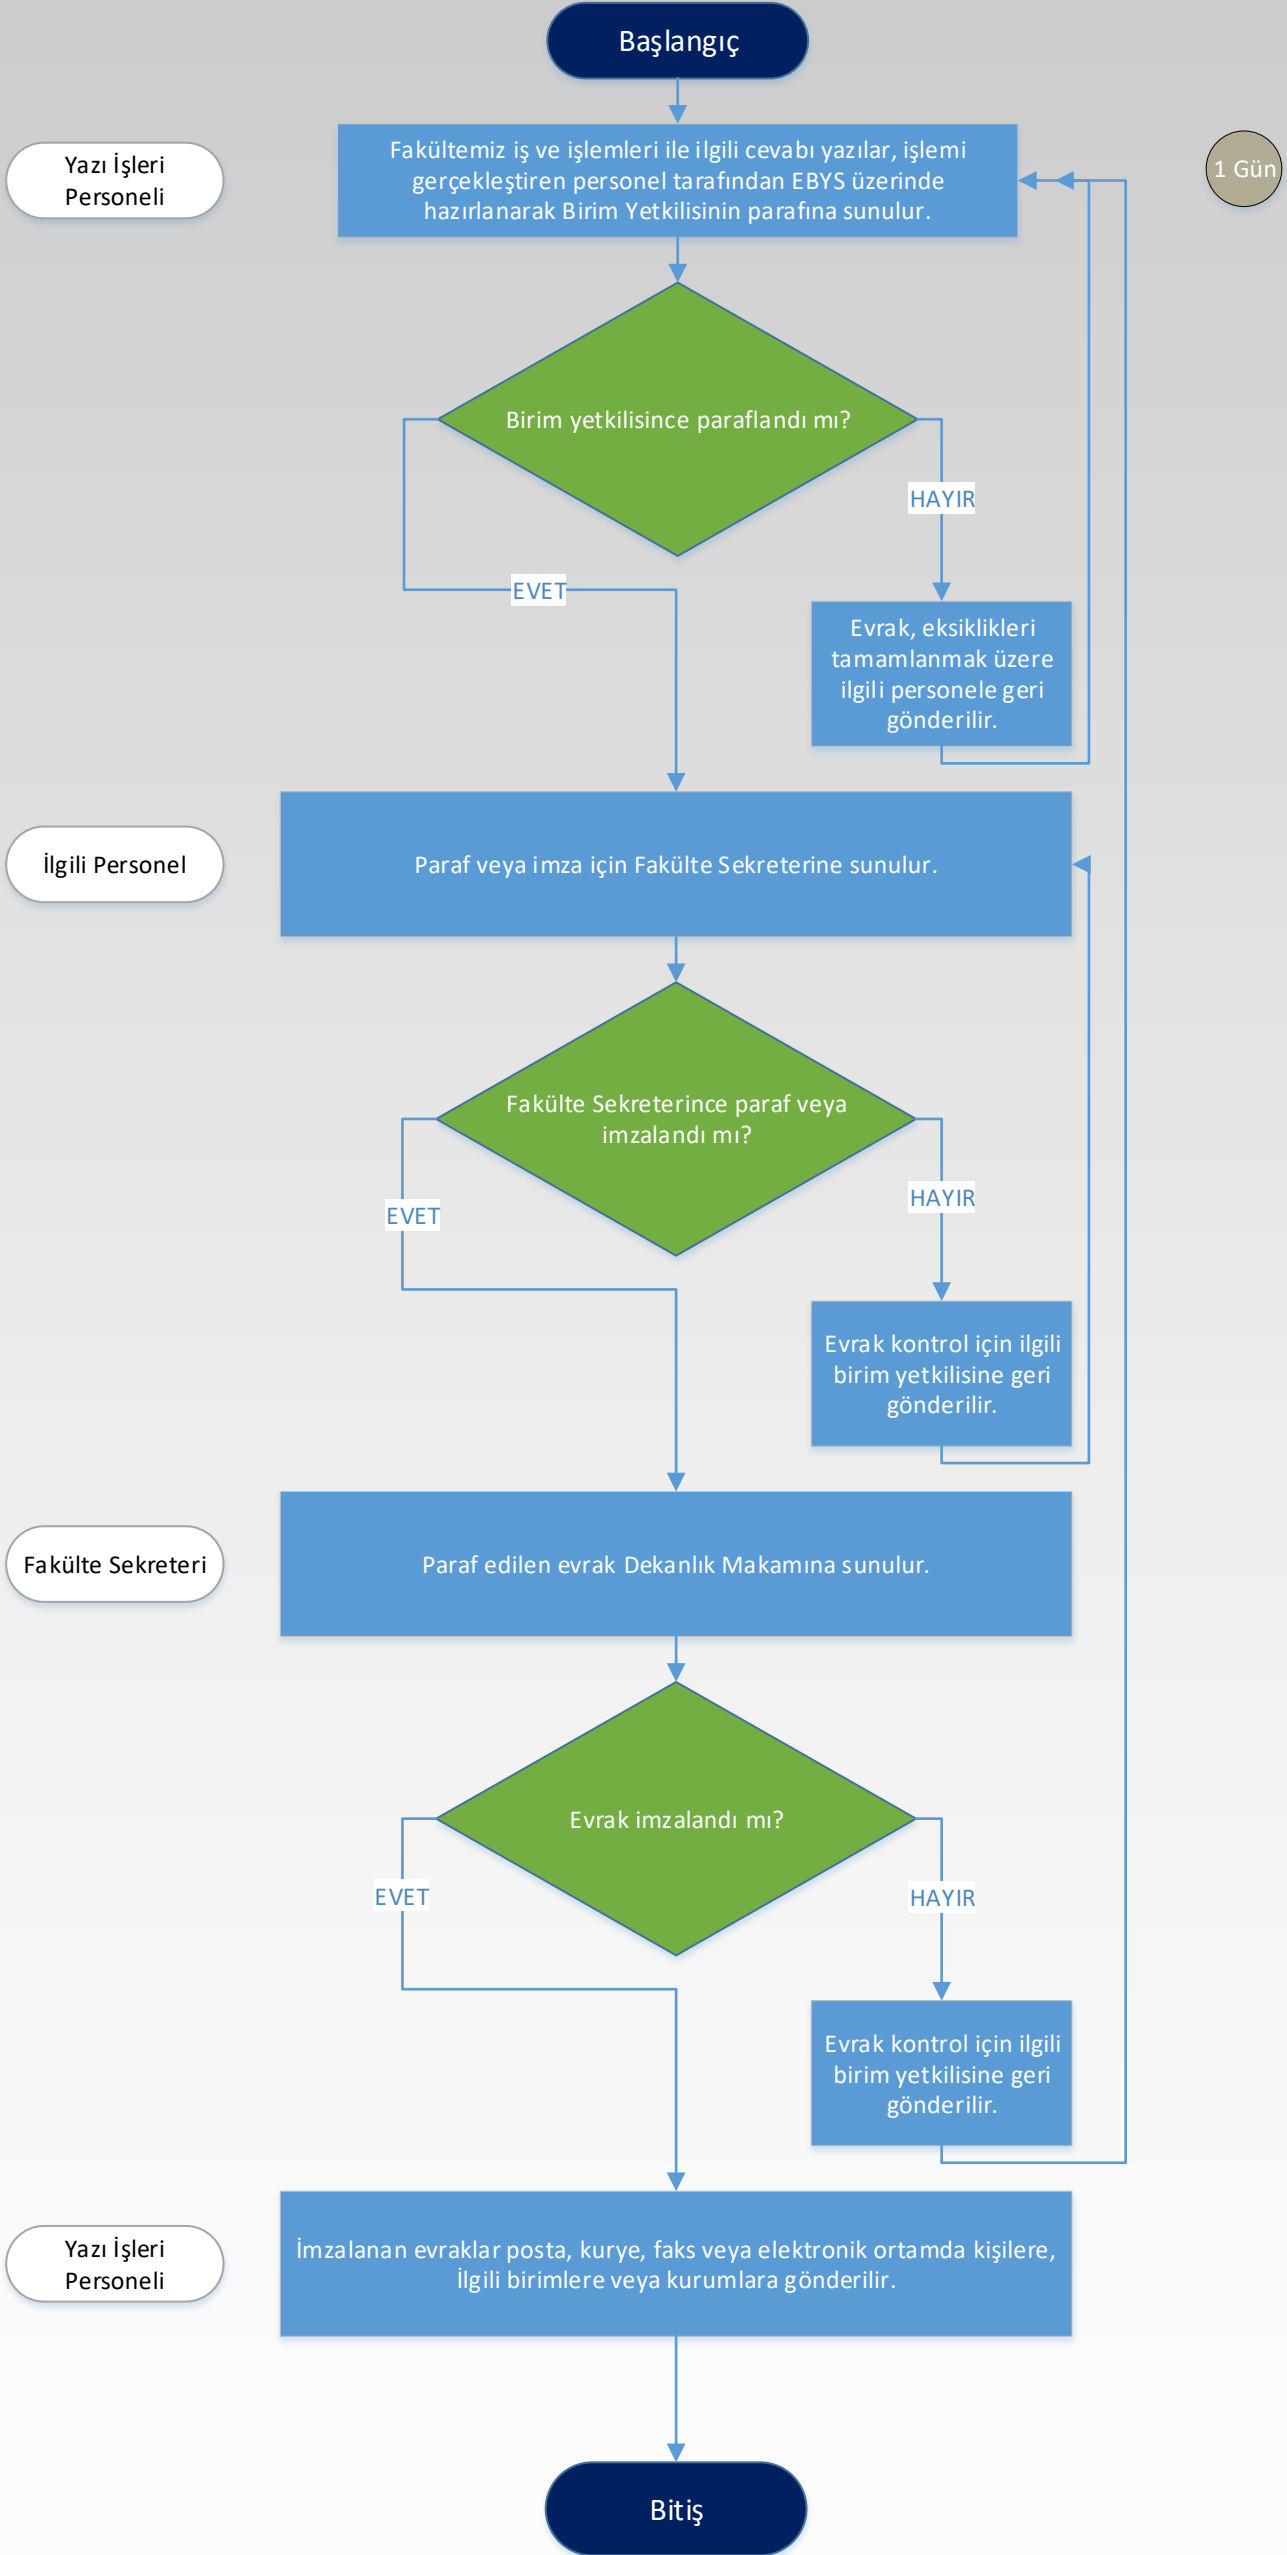 Başlangıç
Yazı İşleri
Personeli
Fakültemiz iş ve işlemleri ile ilgili cevabı yazılar, işlemi
gerçekleştiren personel tarafından EBYS üzerinde
hazırlanarak Birim Yetkilisinin parafına sunulur.
1 Gün
Birim yetkilisince paraflandı mı?
HAYIR
EVET
Evrak, eksiklikleri
tamamlanmak üzere
ilgili personele geri
gönderilir.
İlgili Personel
Paraf veya imza için Fakülte Sekreterine sunulur.
Fakülte Sekreterince paraf veya
imzalandı mı?
HAYIR
EVET
Evrak kontrol için ilgili
birim yetkilisine geri
gönderilir.
Fakülte Sekreteri
Paraf edilen evrak Dekanlık Makamına sunulur.
Evrak imzalandı mı?
EVET
HAYIR
Evrak kontrol için ilgili
birim yetkilisine geri
gönderilir.
Yazı İşleri
Personeli
İmzalanan evraklar posta, kurye, faks veya elektronik ortamda kişilere,
İlgili birimlere veya kurumlara gönderilir.
Bitiş